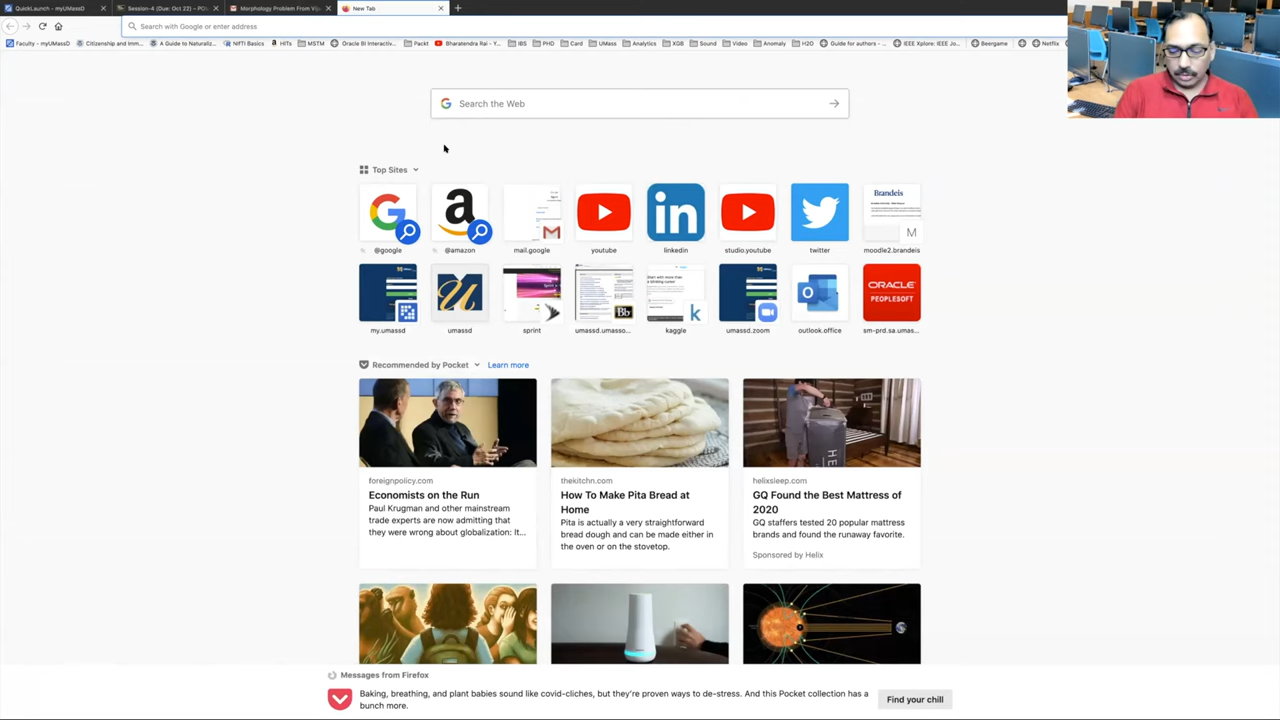 QuikLaunch - myUMassD
Session-4 (Due: Oct 22) – PO
Morphology Problem From Vij
New Tab
Search with Google or enter address
Faculty - myUMassD
Citizenship and Imm...
A Guide to Naturaliz...
NIfTI Basics
HITs
MSTM
Oracle BI Interactiv...
Packt
Bharatendra Rai - Y...
IBS
PHD
Card
UMass
Analytics
XGB
Sound
Video
Anomaly
H2O
Guide for authors - ...
IEEE Xplore: IEEE Jo...
Beergame
Netflix
Search the Web
Top Sites
Brandeis
M
@google
@amazon
mail.google
youtube
linkedin
studio.youtube
twitter
moodle2.brandeis
Bb
k
ORACLE
PEOPLESOFT
my.umassd
umassd
sprint
umassd.umasso...
kaggle
umassd.zoom
outlook.office
sm-prd.sa.umas...
Recommended by Pocket
Learn more
foreignpolicy.com
Economists on the Run
Paul Krugman and other mainstream
trade experts are now admitting that
they were wrong about globalization: It...
thekitchn.com
How To Make Pita Bread at
Home
Pita is actually a very straightforward
bread dough and can be made either in
the oven or on the stovetop.
helixsleep.com
GQ Found the Best Mattress of
2020
GQ staffers tested 20 popular mattress
brands and found the runaway favorite.
Sponsored by Helix
Messages from Firefox
Baking, breathing, and plant babies sound like covid-cliches, but they're proven ways to de-stress. And this Pocket collection has a
bunch more.
Find your chill